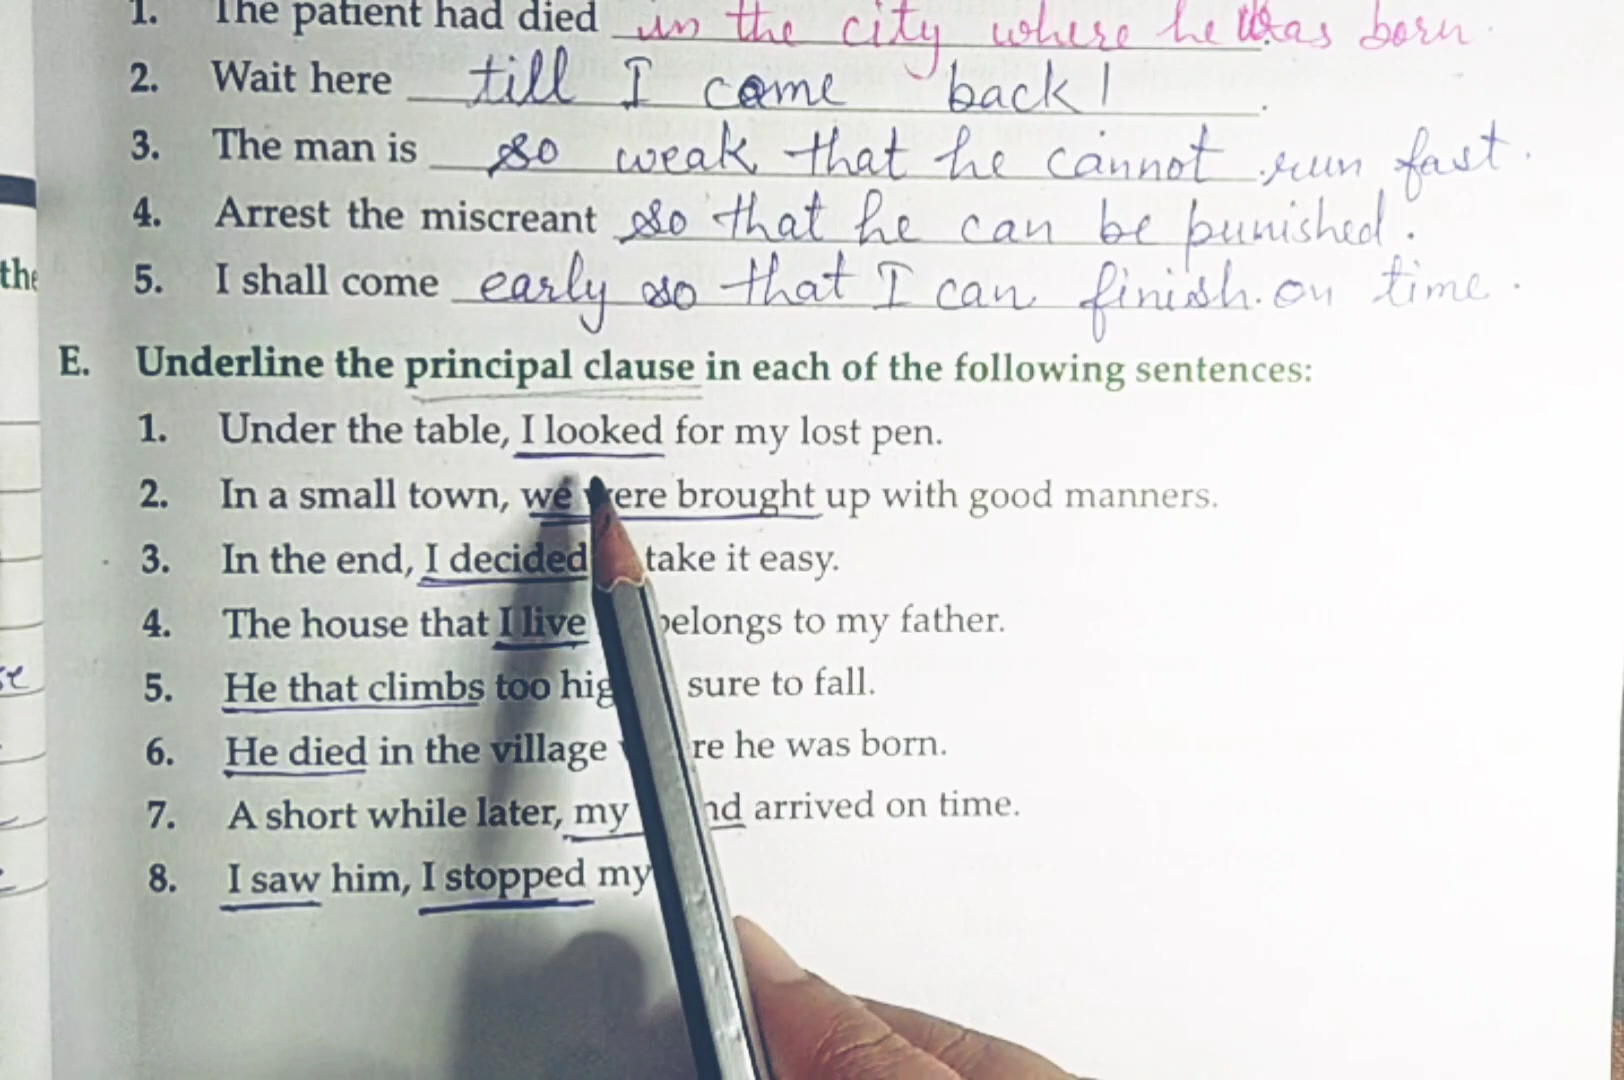 1. The patient had died in the city where he was born.
2. Wait here till I come back!
3. The man is so weak that he cannot run fast.
4. Arrest the miscreant so that he can be punished.
the
5. I shall come early so that I can finish on time.
E. Underline the principal clause in each of the following sentences:
1. Under the table, I looked for my lost pen.
2. In a small town, we were brought up with good manners.
3. In the end, I decided take it easy.
4. The house that I live belongs to my father.
5. He that climbs too hig sure to fall.
6. He died in the village re he was born.
7. A short while later, my nd arrived on time.
8. I saw him, I stopped my